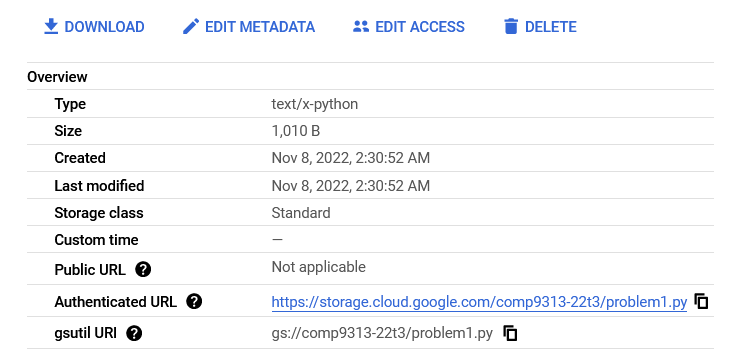 DOWNLOAD EDIT METADATA EDIT ACCESS DELETE
Overview
Type text/x-python
Size 1,010 B
Created Nov 8, 2022, 2:30:52 AM
Last modified Nov 8, 2022, 2:30:52 AM
Storage class Standard
Custom time —
Public URL ? Not applicable
Authenticated URL ? https://storage.cloud.google.com/comp9313-22t3/problem1.py
gsutil URI ? gs://comp9313-22t3/problem1.py